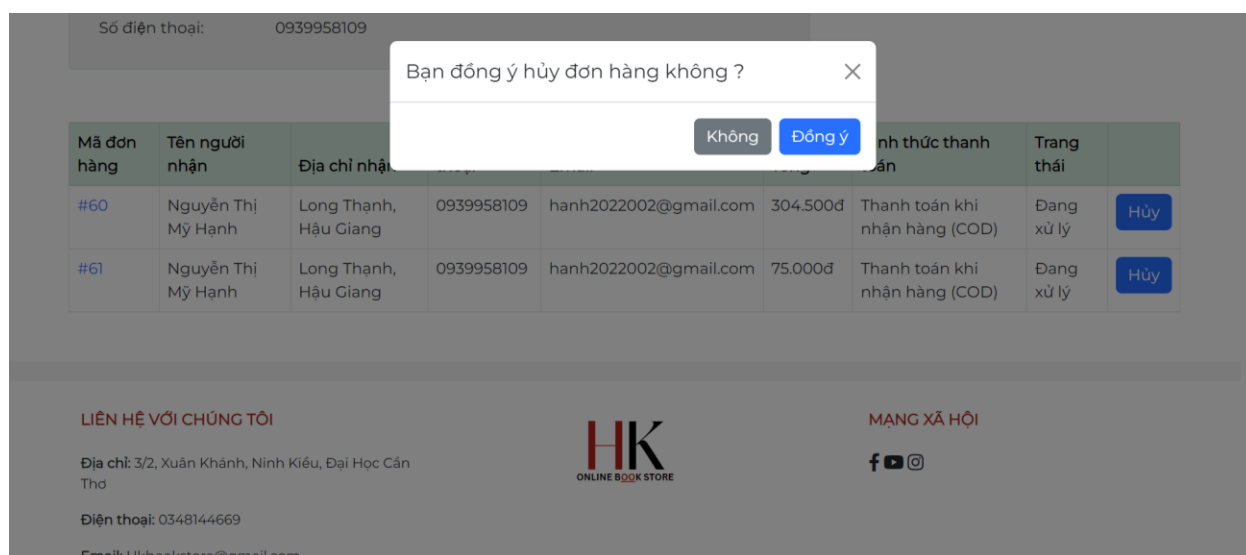 Số điện thoại: 0939958109
Bạn đồng ý hủy đơn hàng không ?
Không Đồng ý
Mã đơn hàng
Tên người nhận
Địa chỉ nhận
thức thanh
Trang thái
#60 Nguyễn Thị Long Thạnh, 0939958109 hanh2022002@gmail.com 304.500đ Thanh toán khi Đang Hủy
Mỹ Hạnh Hậu Giang nhận hàng (COD) xử lý
#61 Nguyễn Thị Long Thạnh, 0939958109 hanh2022002@gmail.com 75.000đ Thanh toán khi Đang Hủy
Mỹ Hạnh Hậu Giang nhận hàng (COD) xử lý
LIÊN HỆ VỚI CHÚNG TÔI
Địa chỉ: 3/2, Xuân Khánh, Ninh Kiều, Đại Học Cần
Thơ
Điện thoại: 0348144669
HK
ONLINE BOOK STORE
MẠNG XÃ HỘI